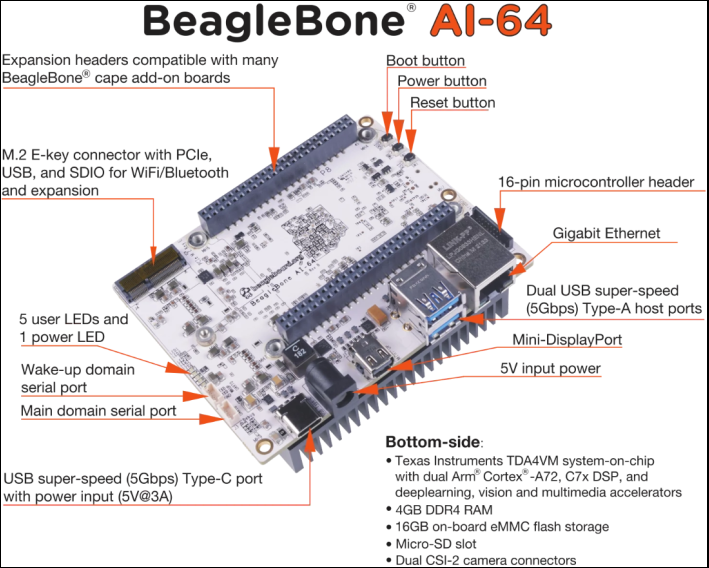 BeagleBone® AI-64
Expansion headers compatible with many
BeagleBone® cape add-on boards
Boot button
Power button
Reset button
M.2 E-key connector with PCIe,
USB, and SDIO for WiFi/Bluetooth
and expansion
16-pin microcontroller header
Gigabit Ethernet
Dual USB super-speed
(5Gbps) Type-A host ports
5 user LEDs and
1 power LED
Mini-DisplayPort
Wake-up domain
serial port
5V input power
Main domain serial port
USB super-speed (5Gbps) Type-C port
with power input (5V@3A)
P8
beagleboard.org
BeagleBone AI-64
LINK-PP
Bottom-side:
• Texas Instruments TDA4VM system-on-chip
with dual Arm® Cortex®-A72, C7x DSP, and
deeplearning, vision and multimedia accelerators
• 4GB DDR4 RAM
• 16GB on-board eMMC flash storage
• Micro-SD slot
• Dual CSI-2 camera connectors